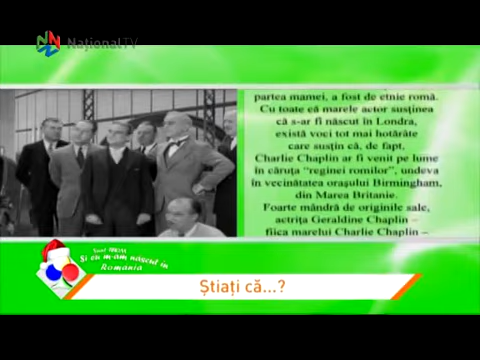 NaționalTV
partea mamei, a fost de etnie romă.
Cu toate că marele actor susținea
că s-ar fi născut în Londra,
există voci tot mai hotărâte
care susțin că, de fapt,
Charlie Chaplin ar fi venit pe lume
în căruța "reginei romilor", undeva
în vecinătatea orașului Birmingham,
din Marea Britanie.
Foarte mândră de originile sale,
actrița Geraldine Chaplin –
fiica marelui Charlie Chaplin –
Și eu m-am născut în
România
Știați că...?